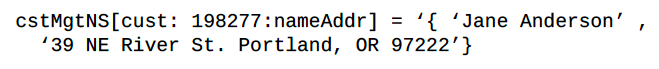 cstMgtNS[cust: 198277:nameAddr] = ‘{ ‘Jane Anderson’ ,
‘39 NE River St. Portland, OR 97222’}